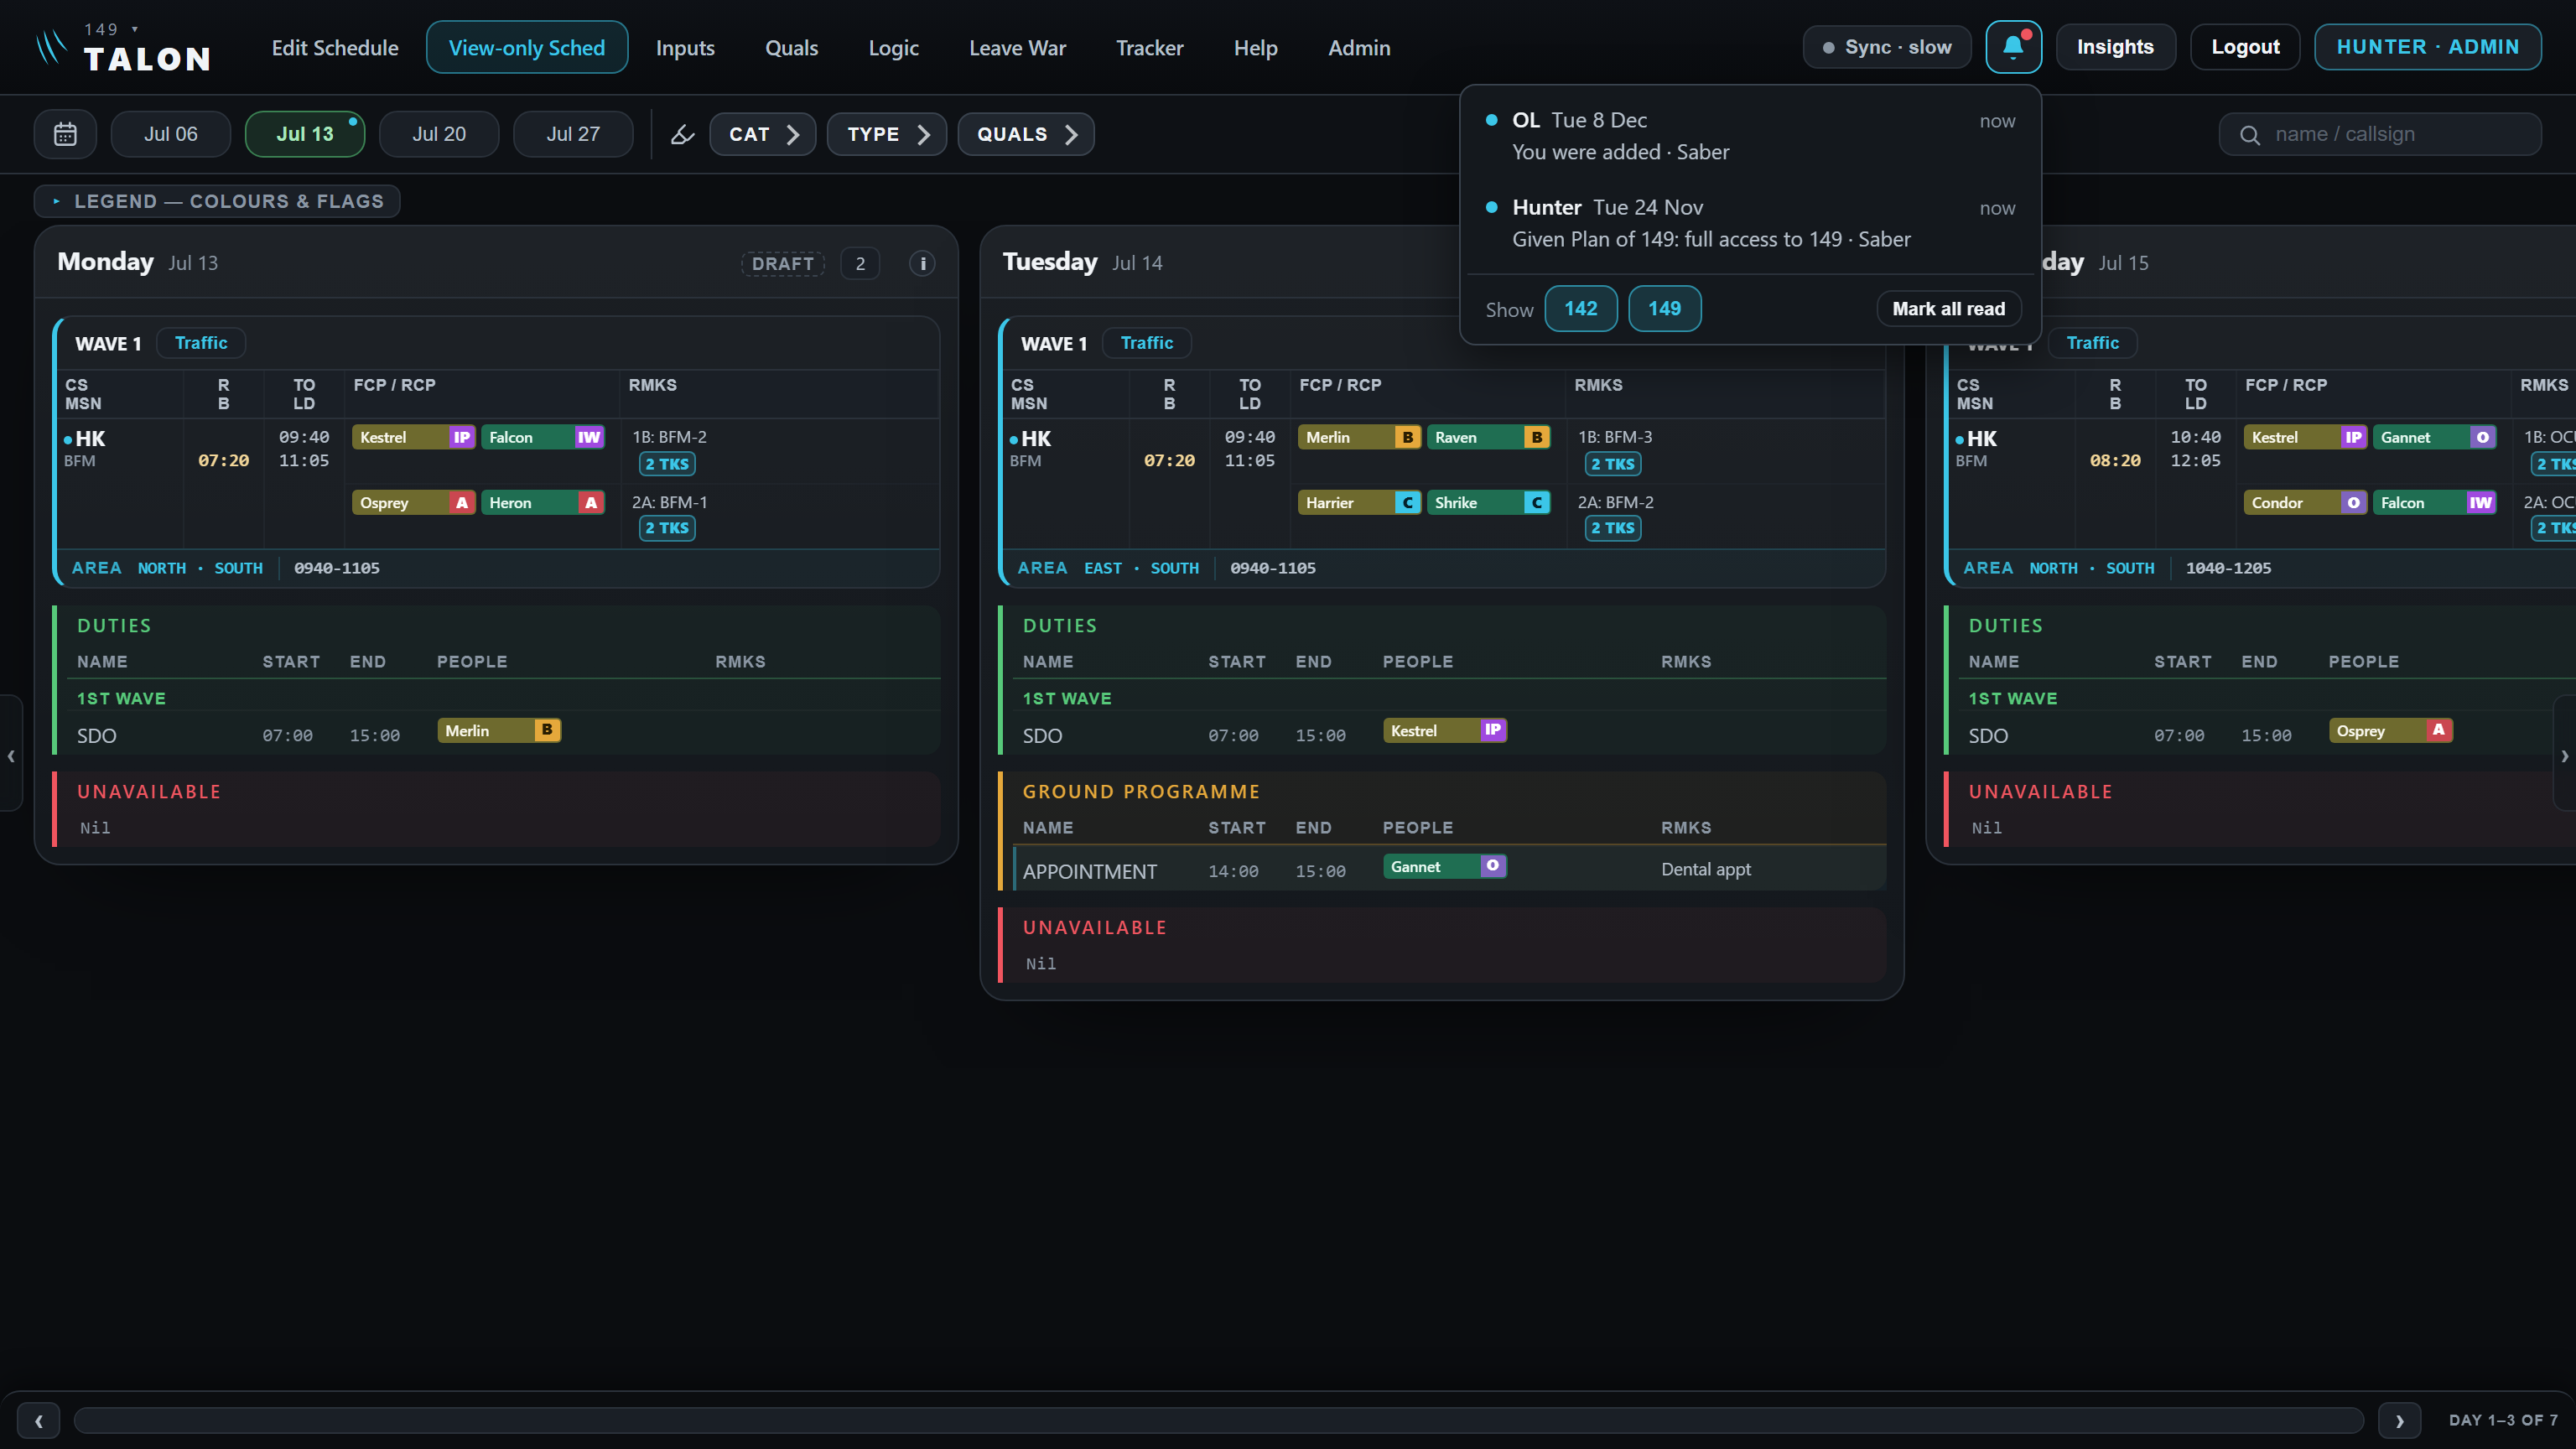 149 ▾
TALON
Edit Schedule
View-only Sched
Inputs
Quals
Logic
Leave War
Tracker
Help
Admin
Sync · slow
Insights
Logout
HUNTER · ADMIN
Jul 06
Jul 13
Jul 20
Jul 27
CAT
TYPE
QUALS
name / callsign
OL Tue 8 Dec now
You were added · Saber
Hunter Tue 24 Nov now
Given Plan of 149: full access to 149 · Saber
Show 142 149 Mark all read
LEGEND — COLOURS & FLAGS
Monday Jul 13 DRAFT 2 i
WAVE 1 Traffic
CS R TO FCP / RCP RMKS
MSN B LD
HK 09:40 Kestrel IP Falcon IW 1B: BFM-2
BFM 07:20 11:05 2 TKS
Osprey A Heron A 2A: BFM-1
2 TKS
AREA NORTH · SOUTH 0940-1105
DUTIES
NAME START END PEOPLE RMKS
1ST WAVE
SDO 07:00 15:00 Merlin B
UNAVAILABLE
Nil
Tuesday Jul 14
WAVE 1 Traffic
CS R TO FCP / RCP RMKS
MSN B LD
HK 09:40 Merlin B Raven B 1B: BFM-3
BFM 07:20 11:05 2 TKS
Harrier C Shrike C 2A: BFM-2
2 TKS
AREA EAST · SOUTH 0940-1105
DUTIES
NAME START END PEOPLE RMKS
1ST WAVE
SDO 07:00 15:00 Kestrel IP
GROUND PROGRAMME
NAME START END PEOPLE RMKS
APPOINTMENT 14:00 15:00 Gannet O Dental appt
UNAVAILABLE
Nil
day Jul 15
WAVE 1 Traffic
CS R TO FCP / RCP RMKS
MSN B LD
HK 10:40 Kestrel IP Gannet O 1B: OCU
BFM 08:20 12:05 2 TKS
Condor O Falcon IW 2A: OCU
2 TKS
AREA NORTH · SOUTH 1040-1205
DUTIES
NAME START END PEOPLE
1ST WAVE
SDO 07:00 15:00 Osprey A
UNAVAILABLE
Nil
DAY 1–3 OF 7